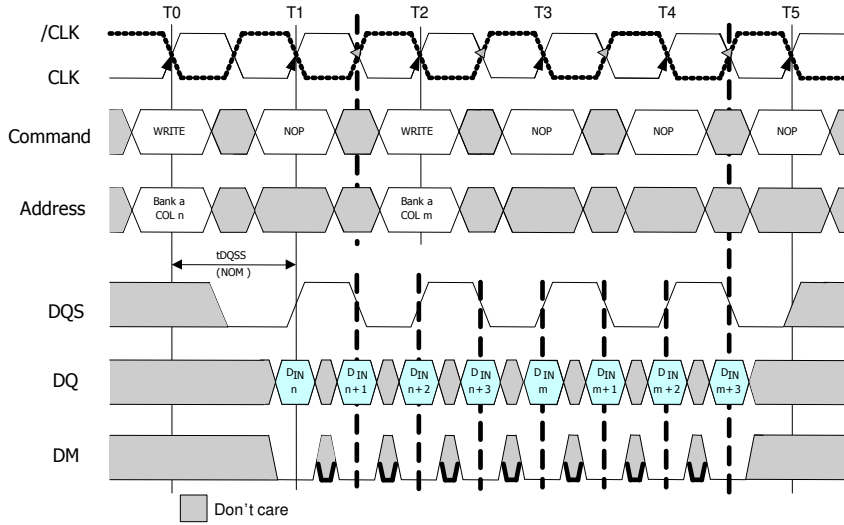 T0 T1 T2 T3 T4 T5
/CLK
CLK
Command WRITE NOP WRITE NOP NOP NOP
Address Bank a COL n Bank a COL m
tDQSS
(NOM )
DQS
DQ DIN n DIN n+1 DIN n+2 DIN n+3 DIN m DIN m+1 DIN m+2 DIN m+3
DM
Don't care